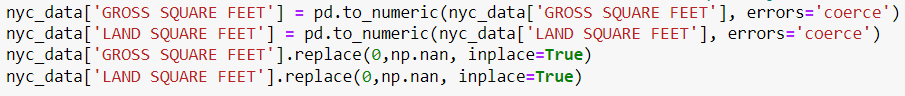 nyc_data['GROSS SQUARE FEET'] = pd.to_numeric(nyc_data['GROSS SQUARE FEET'], errors='coerce')
nyc_data['LAND SQUARE FEET'] = pd.to_numeric(nyc_data['LAND SQUARE FEET'], errors='coerce')
nyc_data['GROSS SQUARE FEET'].replace(0,np.nan, inplace=True)
nyc_data['LAND SQUARE FEET'].replace(0,np.nan, inplace=True)